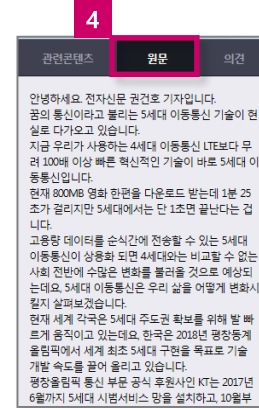 4
관련콘텐츠 원문 의견
안녕하세요. 전자신문 권건호 기자입니다.
꿈의 통신이라고 불리는 5세대 이동통신 기술이 현
실로 다가오고 있습니다.
지금 우리가 사용하는 4세대 이동통신 LTE보다 무
려 100배 이상 빠른 혁신적인 기술이 바로 5세대 이
동통신입니다.
현재 800MB 영화 한편을 다운로드 받는데 1분 25
초가 걸리지만 5세대에서는 단 1초면 끝난다는 겁
니다.
고용량 데이터를 순식간에 전송할 수 있는 5세대
이동통신이 상용화 되면 4세대와는 비교할 수 없는
사회 전반에 수많은 변화를 불러올 것으로 예상되
는데요, 5세대 이동통신은 우리 삶을 어떻게 변화시
킬지 살펴보겠습니다.
현재 세계 각국은 5세대 주도권 확보를 위해 발 빠
르게 움직이고 있는데요, 한국은 2018년 평창동계
올림픽에서 세계 최초 5세대 구현을 목표로 기술
개발 속도를 끌어 올리고 있습니다.
평창올림픽 통신 부문 공식 후원사인 KT는 2017년
6월까지 5세대 시범서비스 망을 설치하고, 10월부